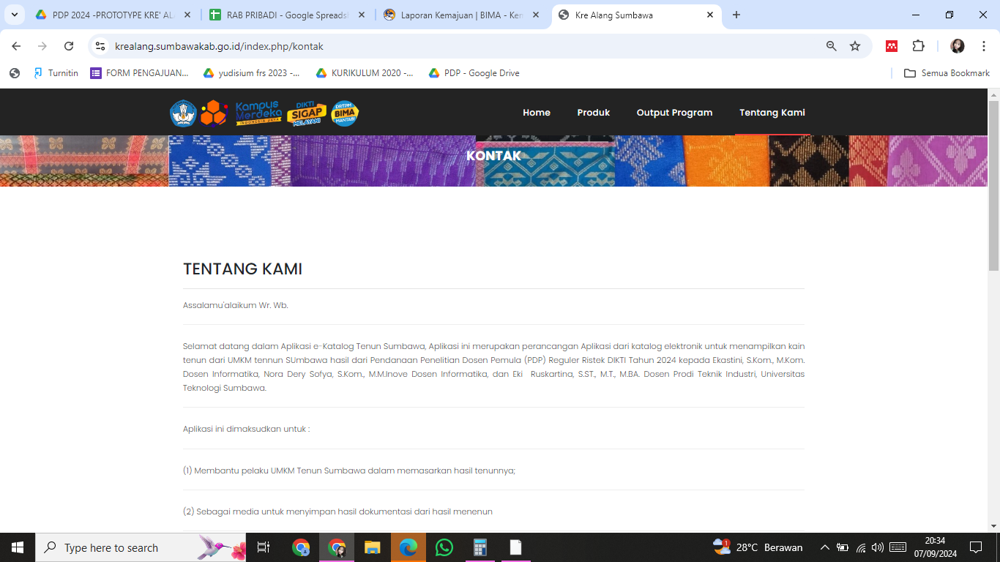 PDP 2024 -PROTOTYPE KRE' AL
RAB PRIBADI - Google Spreads
Laporan Kemajuan | BIMA - Ken
Kre Alang Sumbawa
krealang.sumbawakab.go.id/index.php/kontak
Turnitin
FORM PENGAJUAN...
yudisium frs 2023 -...
KURIKULUM 2020 -...
PDP - Google Drive
Semua Bookmark
Kampus Merdeka INDONESIA JAYA
DIKTI SIGAP MELAYANI
DRTPM BIMA MANTAB!
Home
Produk
Output Program
Tentang Kami
KONTAK
TENTANG KAMI
Assalamu'alaikum Wr. Wb.
Selamat datang dalam Aplikasi e-Katalog Tenun Sumbawa, Aplikasi ini merupakan perancangan Aplikasi dari katalog elektronik untuk menampilkan kain
tenun dari UMKM tennun SUmbawa hasil dari Pendanaan Penelitian Dosen Pemula (PDP) Reguler Ristek DIKTI Tahun 2024 kepada Ekastini, S.Kom., M.Kom.
Dosen Informatika, Nora Dery Sofya, S.Kom., M.M.Inove Dosen Informatika, dan Eki Ruskartina, S.ST., M.T., M.BA. Dosen Prodi Teknik Industri, Universitas
Teknologi Sumbawa.
Aplikasi ini dimaksudkan untuk :
(1) Membantu pelaku UMKM Tenun Sumbawa dalam memasarkan hasil tenunnya;
(2) Sebagai media untuk menyimpan hasil dokumentasi dari hasil menenun
Type here to search
1
28°C Berawan
20:34
07/09/2024